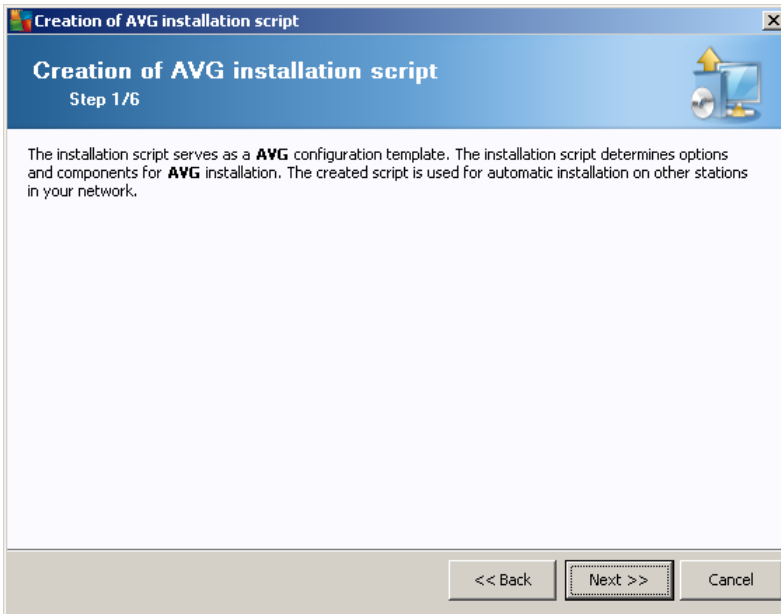 Creation of AVG installation script
Creation of AVG installation script
Step 1/6
The installation script serves as a AVG configuration template. The installation script determines options
and components for AVG installation. The created script is used for automatic installation on other stations
in your network.
<< Back
Next >>
Cancel